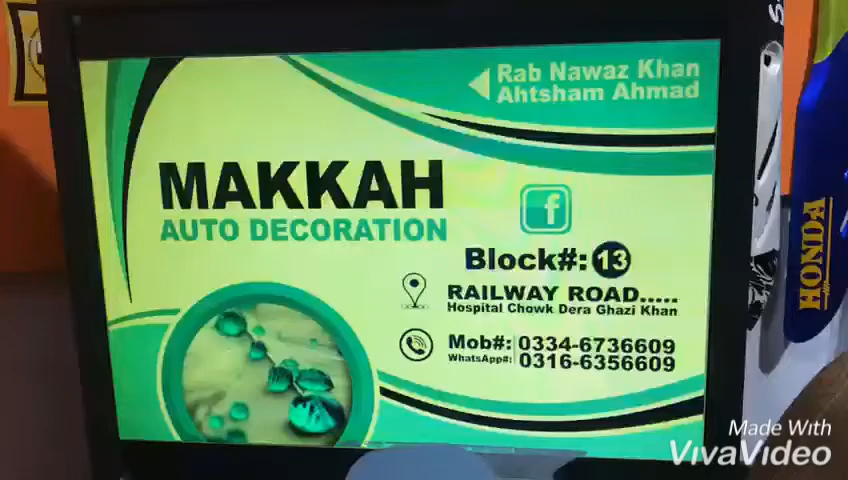 Rab Nawaz Khan
Ahtsham Ahmad
MAKKAH
AUTO DECORATION
f
Block#: 13
RAILWAY ROAD.....
Hospital Chowk Dera Ghazi Khan
Mob#: 0334-6736609
WhatsApp#: 0316-6356609
HONDA
Made With
VivaVideo